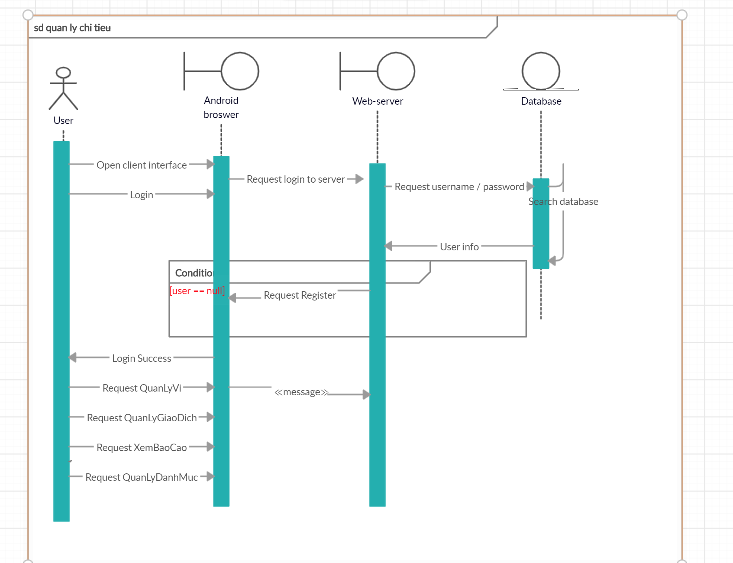 sd quan ly chi tieu
User
Android
broswer
Web-server
Database
Open client interface
Request login to server
Login
Request username / password
Search database
User info
Condition
[user == null]
Request Register
Login Success
Request QuanLyVi
<<message>>
Request QuanLyGiaoDich
Request XemBaoCao
Request QuanLyDanhMuc